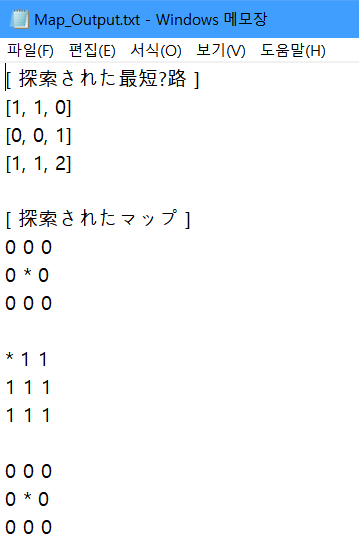 Map_Output.txt - Windows 메모장
파일(F) 편집(E) 서식(O) 보기(V) 도움말(H)
[ 探索された最短?路 ]
[1, 1, 0]
[0, 0, 1]
[1, 1, 2]
[ 探索されたマップ ]
0 0 0
0 * 0
0 0 0
* 1 1
1 1 1
1 1 1
0 0 0
0 * 0
0 0 0